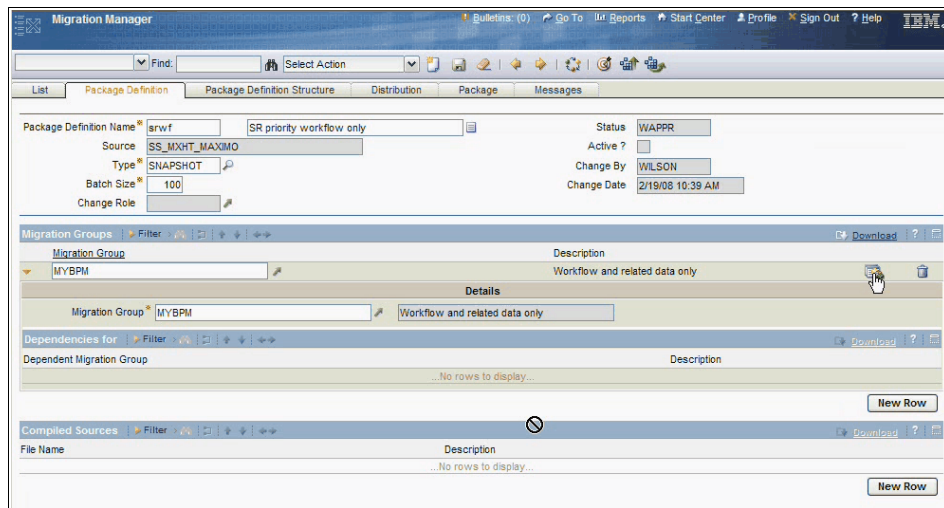 Migration Manager
Bulletins: (0) Go To Reports Start Center Profile Sign Out ? Help IBM.
Find: Select Action
List Package Definition Package Definition Structure Distribution Package Messages
Package Definition Name* srwf SR priority workflow only Status WAPPR
Source SS_MXHT_MAXIMO Active ?
Type* SNAPSHOT Change By WILSON
Batch Size* 100 Change Date 2/19/08 10:39 AM
Change Role
Migration Groups Filter Download ?
Migration Group Description
MYBPM Workflow and related data only
Details
Migration Group* MYBPM Workflow and related data only
Dependencies for Filter Download ?
Dependent Migration Group Description
...No rows to display...
New Row
Compiled Sources Filter Download ?
File Name Description
...No rows to display...
New Row